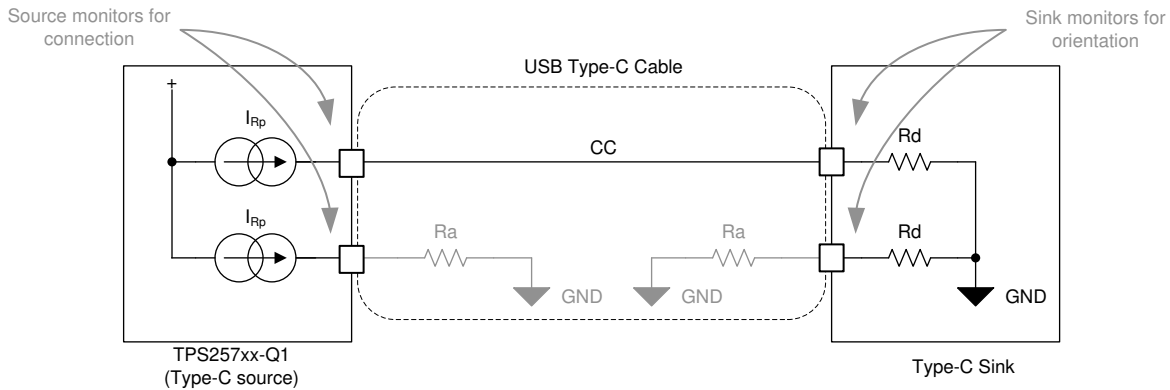 Source monitors for
connection
Sink monitors for
orientation
USB Type-C Cable
+
IRp
CC
Rd
IRp
Ra
Ra
Rd
GND
GND
GND
TPS257xx-Q1
(Type-C source)
Type-C Sink